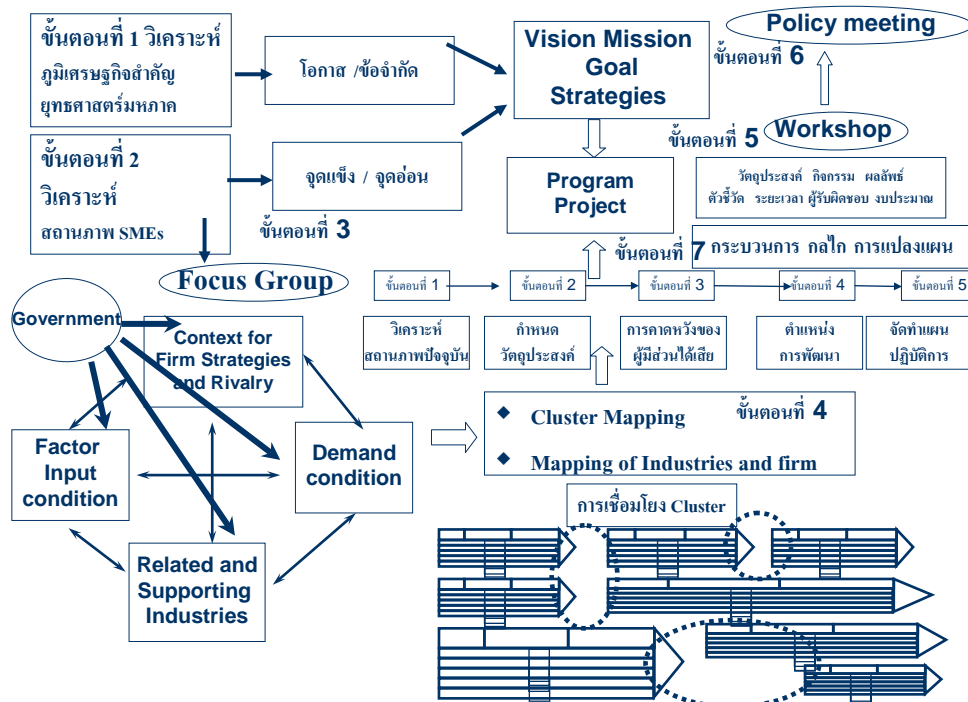 ขั้นตอนที่ 1 วิเคราะห์
ภูมิเศรษฐกิจสำคัญ
ยุทธศาสตร์มหภาค
โอกาส /ข้อจำกัด
Vision Mission
Goal
Strategies
Policy meeting
ขั้นตอนที่ 6
ขั้นตอนที่ 5
Workshop
ขั้นตอนที่ 2
วิเคราะห์
สถานภาพ SMEs
จุดแข็ง / จุดอ่อน
ขั้นตอนที่ 3
Program
Project
วัตถุประสงค์ กิจกรรม ผลลัพธ์
ตัวชี้วัด ระยะเวลา ผู้รับผิดชอบ งบประมาณ
ขั้นตอนที่ 7
กระบวนการ กลไก การแปลงแผน
Focus Group
ขั้นตอนที่ 1
ขั้นตอนที่ 2
ขั้นตอนที่ 3
ขั้นตอนที่ 4
ขั้นตอนที่ 5
วิเคราะห์
สถานภาพปัจจุบัน
กำหนด
วัตถุประสงค์
การคาดหวังของ
ผู้มีส่วนได้เสีย
ตำแหน่ง
การพัฒนา
จัดทำแผน
ปฏิบัติการ
Government
Context for
Firm Strategies
and Rivalry
Factor
Input
condition
Demand
condition
Related and
Supporting
Industries
ขั้นตอนที่ 4
◆ Cluster Mapping
◆ Mapping of Industries and firm
การเชื่อมโยง Cluster